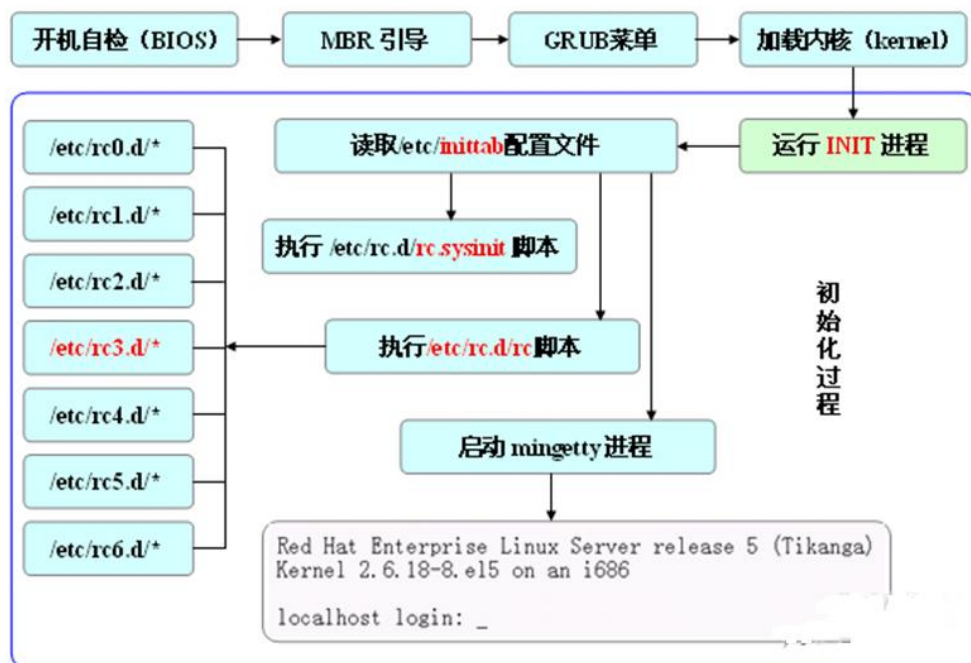 开机自检（BIOS）
MBR 引导
GRUB菜单
加载内核（kernel）
/etc/rc0.d/*
读取/etc/inittab配置文件
运行 INIT 进程
/etc/rc1.d/*
执行 /etc/rc.d/rc.sysinit 脚本
/etc/rc2.d/*
初始化过程
/etc/rc3.d/*
执行/etc/rc.d/rc脚本
/etc/rc4.d/*
启动 mingetty 进程
/etc/rc5.d/*
/etc/rc6.d/*
Red Hat Enterprise Linux Server release 5 (Tikanga)
Kernel 2.6.18-8.el5 on an i686
localhost login: _